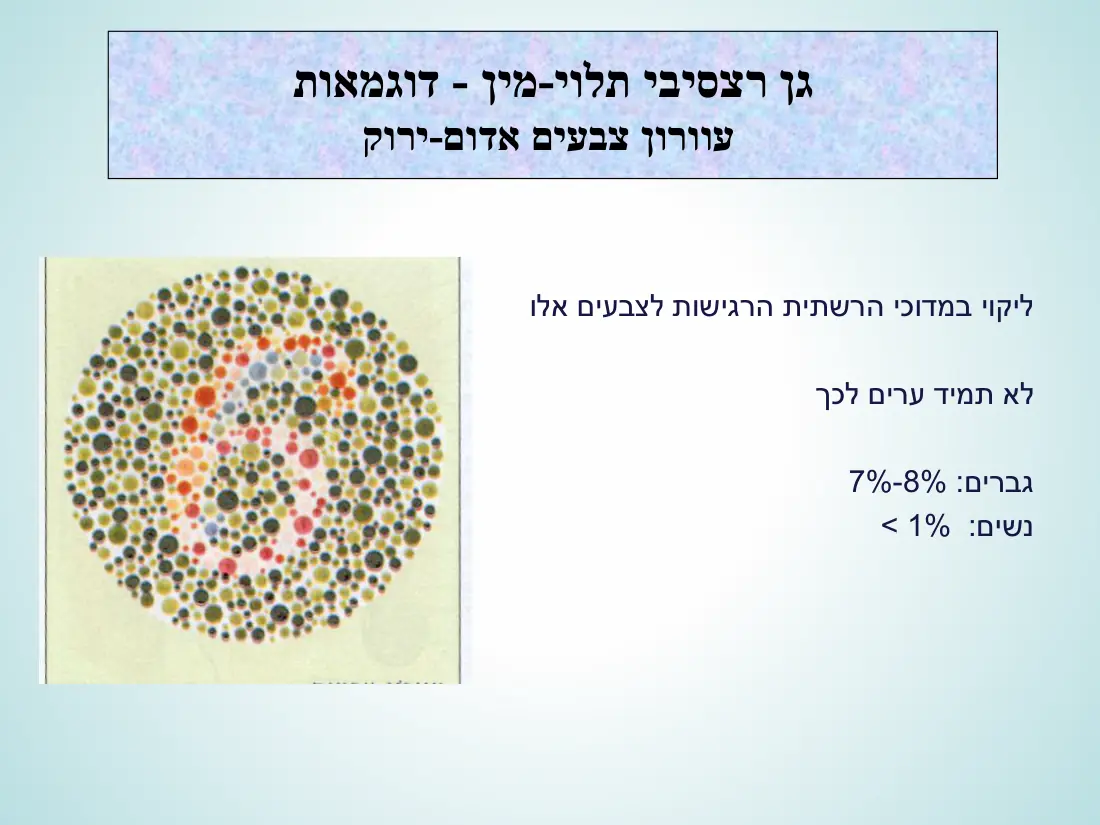 גן רצסיבי תלוי-מין - דוגמאות
עוורון צבעים אדום-ירוק
ליקוי במדוכי הרשתית הרגישות לצבעים אלו
לא תמיד ערים לכך
גברים: 7%-8%
נשים: 1% >